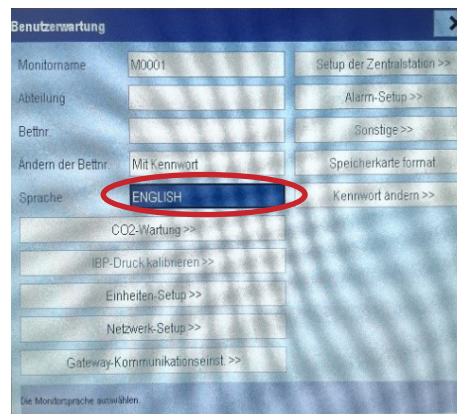 Benutzerwartung
Monitorname M0001 Setup der Zentralstation >>
Abteilung Alarm-Setup >>
Bettnr. Sonstige >>
Ändern der Bettnr. Mit Kennwort Speicherkarte format.
Sprache ENGLISH Kennwort ändern >>
CO2-Wartung >>
IBP-Druck kalibrieren >>
Einheiten-Setup >>
Netzwerk-Setup >>
Gateway-Kommunikationseinst. >>
Die Monitorsprache auswählen.